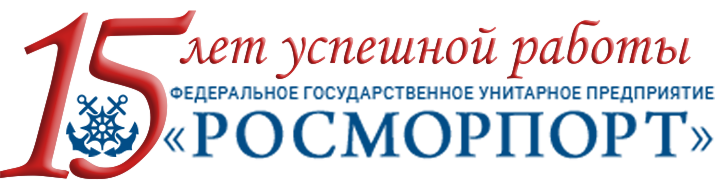 15 лет успешной работы
ФЕДЕРАЛЬНОЕ ГОСУДАРСТВЕННОЕ УНИТАРНОЕ ПРЕДПРИЯТИЕ
«РОСМОРПОРТ»